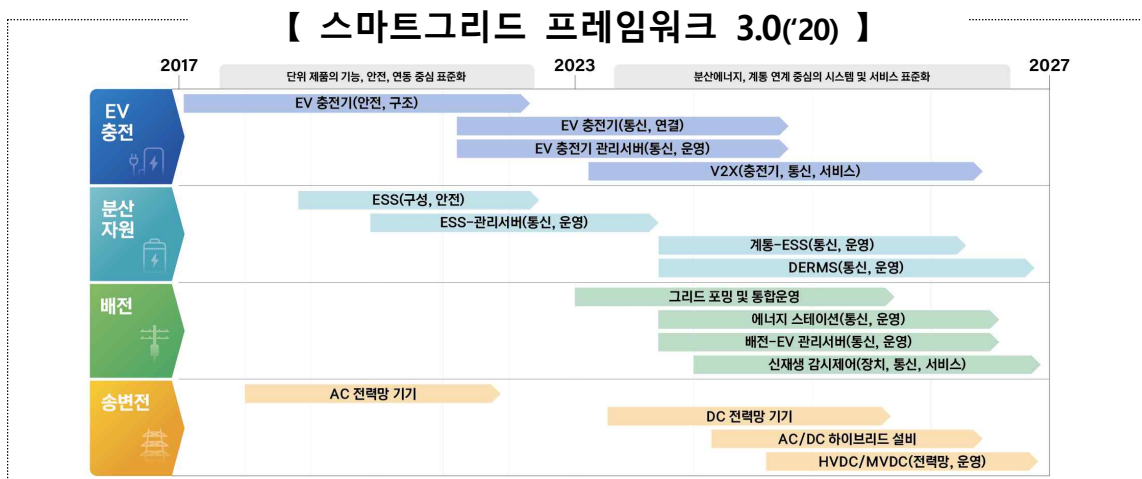 【 스마트그리드 프레임워크 3.0(‘20) 】
2017
단위 제품의 기능, 안전, 연동 중심 표준화
2023
분산에너지, 계통 연계 중심의 시스템 및 서비스 표준화
2027
EV
충전
EV 충전기(안전, 구조)
EV 충전기(통신, 연결)
EV 충전기 관리서버(통신, 운영)
V2X(충전기, 통신, 서비스)
분산
자원
ESS(구성, 안전)
ESS-관리서버(통신, 운영)
계통-ESS(통신, 운영)
DERMS(통신, 운영)
배전
그리드 포밍 및 통합운영
에너지 스테이션(통신, 운영)
배전-EV 관리서버(통신, 운영)
신재생 감시제어(장치, 통신, 서비스)
송변전
AC 전력망 기기
DC 전력망 기기
AC/DC 하이브리드 설비
HVDC/MVDC(전력망, 운영)